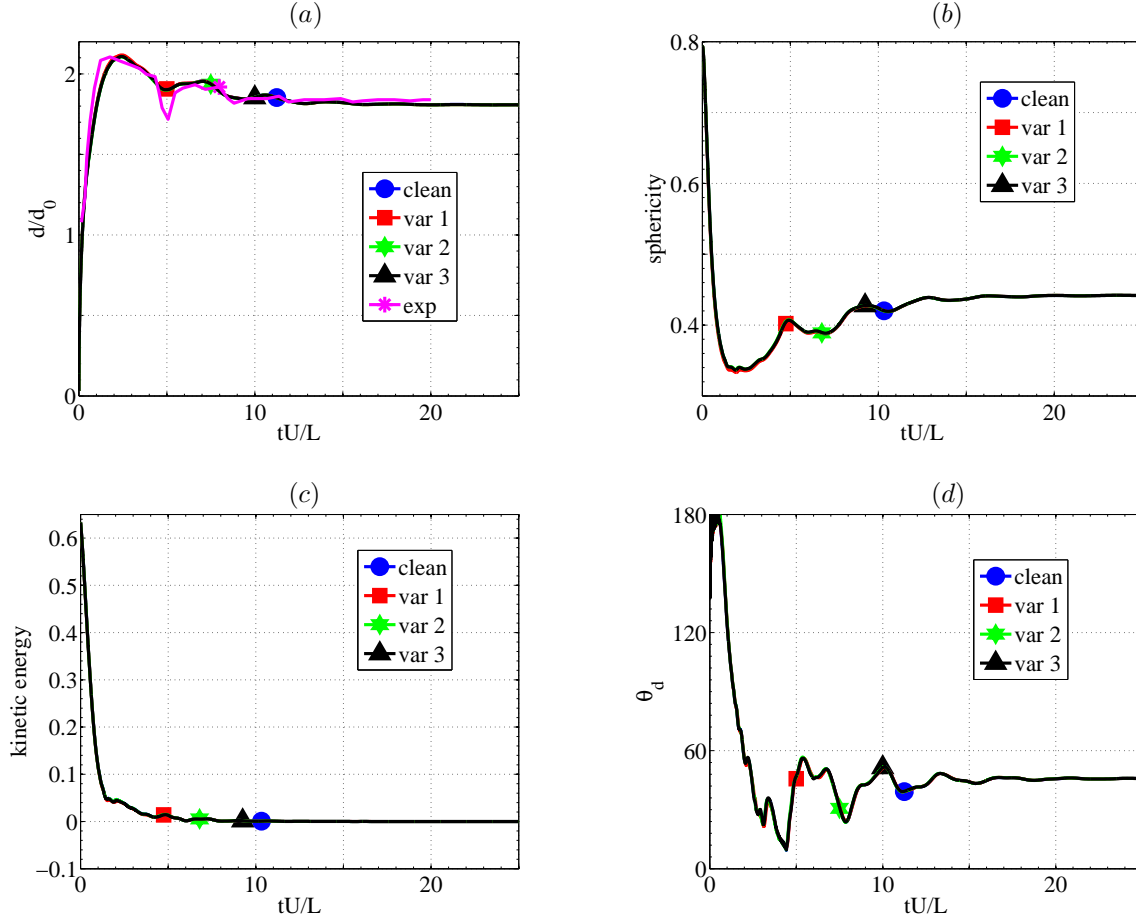 (a)
d/d0
2
1
0
0
10
20
tU/L
clean
var 1
var 2
var 3
exp
(b)
sphericity
0.8
0.6
0.4
0
10
20
tU/L
clean
var 1
var 2
var 3
(c)
kinetic energy
0.6
0.5
0.4
0.3
0.2
0.1
0
−0.1
0
10
20
tU/L
clean
var 1
var 2
var 3
(d)
θd
180
120
60
0
0
10
20
tU/L
clean
var 1
var 2
var 3